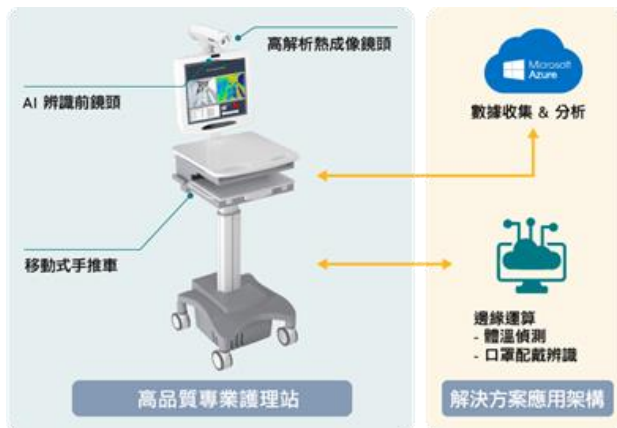 高解析熱成像鏡頭
AI 辨識前鏡頭
移動式手推車
高品質專業護理站
Microsoft
Azure
數據收集 & 分析
邊緣運算
- 體溫偵測
- 口罩配戴辨識
解決方案應用架構